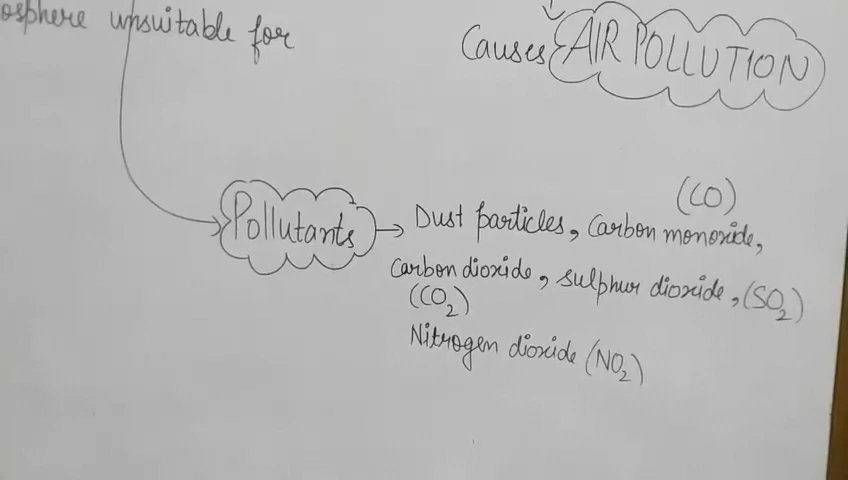 unsuitable for
Causes AIR POLLUTION
(CO)
Pollutants → Dust particles, Carbon monoxide,
Carbon dioxide, sulphur dioxide, (SO₂)
(CO₂)
Nitrogen dioxide (NO₂)